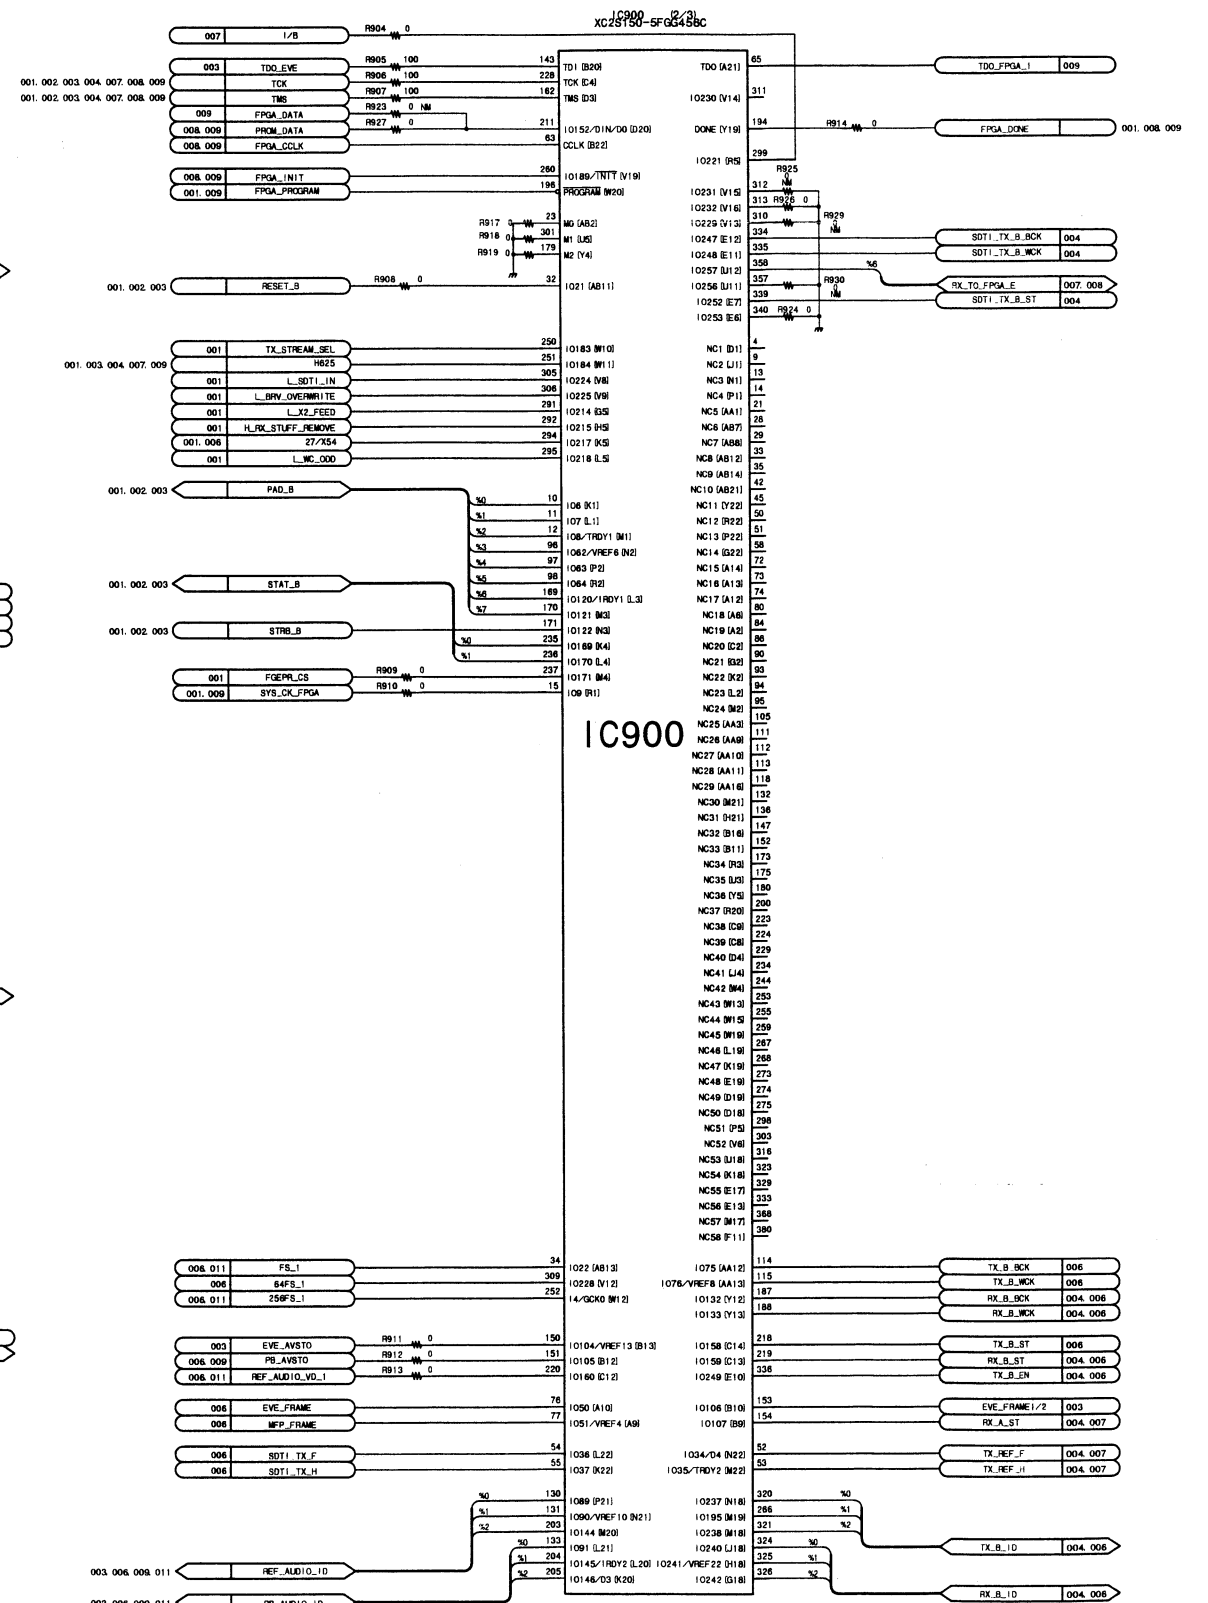 IC900 (2/3)
XC2S150-5FGG456C
007 I/B R904 0
003 TDO_EVE R905 100 143 TDI [B20] TDO [A21] 65 TDO_FPGA_1 009
001. 002. 003. 004. 007. 008. 009 TCK R906 100 228 TCK [C4]
001. 002. 003. 004. 007. 008. 009 TMS R907 100 162 TMS [D3] IO230 [V14] 311
009 FPGA_DATA R923 0 NM
008. 009 PROM_DATA R927 0 211 IO152/DIN/D0 [D20] DONE [Y19] 194 R914 0 FPGA_DONE 001. 008. 009
008. 009 FPGA_CCLK 63 CCLK [B22]
IO221 [R5] 299
008. 009 FPGA_INIT 260 IO189/INIT [V19] R925 NM
001. 009 FPGA_PROGRAM 196 PROGRAM [W20] IO231 [V15] 312
IO232 [V16] 313 R926 0
R917 0 23 M0 [AB2] IO229 [V13] 310 R929 0 NM
R918 0 301 M1 [U5] IO247 [E12] 334 SDTI_TX_B_BCK 004
R919 0 179 M2 [Y4] IO248 [E11] 335 SDTI_TX_B_WCK 004
IO257 [U12] 358 %6
001. 002. 003 RESET_B R908 0 32 IO21 [AB11] IO256 [U11] 357 R930 0 NM RX_TO_FPGA_E 007. 008
IO252 [E7] 339 SDTI_TX_B_ST 004
IO253 [E6] 340 R924 0
001 TX_STREAM_SEL 250 IO183 [W10] NC1 [D1] 4
001. 003. 004. 007. 009 H625 251 IO184 [W11] NC2 [J1] 9
001 L_SDTI_IN 305 IO224 [V8] NC3 [N1] 13
001 L_BRV_OVERWRITE 306 IO225 [V9] NC4 [P1] 14
001 L_X2_FEED 291 IO214 [G5] NC5 [AA1] 21
001 H_RX_STUFF_REMOVE 292 IO215 [H5] NC6 [AB7] 28
001. 006 27/X54 294 IO217 [K5] NC7 [AB8] 29
001 L_WC_ODD 295 IO218 [L5] NC8 [AB12] 33
NC9 [AB14] 35
001. 002. 003 PAD_B NC10 [AB21] 42
%0 10 IO6 [K1] NC11 [Y22] 45
%1 11 IO7 [L1] NC12 [R22] 50
%2 12 IO8/TRDY1 [M1] NC13 [P22] 51
%3 96 IO62/VREF6 [N2] NC14 [G22] 58
%4 97 IO63 [P2] NC15 [A14] 72
001. 002. 003 STAT_B %5 98 IO64 [R2] NC16 [A13] 73
%6 169 IO120/IRDY1 [L3] NC17 [A12] 74
%7 170 IO121 [M3] NC18 [A6] 80
001. 002. 003 STRB_B 171 IO122 [N3] NC19 [A2] 84
%0 235 IO169 [K4] NC20 [C2] 86
%1 236 IO170 [L4] NC21 [G2] 90
001 FGEPR_CS R909 0 237 IO171 [M4] NC22 [K2] 93
001. 009 SYS_CK_FPGA R910 0 15 IO9 [R1] NC23 [L2] 94
NC24 [M2] 95
NC25 [AA3] 105
IC900 NC26 [AA9] 111
NC27 [AA10] 112
NC28 [AA11] 113
NC29 [AA16] 118
NC30 [M21] 132
NC31 [H21] 136
NC32 [B16] 147
NC33 [B11] 152
NC34 [R3] 173
NC35 [U3] 175
NC36 [Y5] 180
NC37 [R20] 200
NC38 [C9] 223
NC39 [C8] 224
NC40 [D4] 229
NC41 [J4] 234
NC42 [W4] 244
NC43 [W13] 253
NC44 [W15] 255
NC45 [W19] 259
NC46 [L19] 267
NC47 [K19] 268
NC48 [E19] 273
NC49 [D19] 274
NC50 [D18] 275
NC51 [P5] 298
NC52 [V6] 303
NC53 [U18] 316
NC54 [K18] 323
NC55 [E17] 329
NC56 [E13] 333
NC57 [M17] 368
NC58 [F11] 380
006. 011 FS_1 34 IO22 [AB13] IO75 [AA12] 114 TX_B_BCK 006
006 64FS_1 309 IO228 [V12] IO76/VREF8 [AA13] 115 TX_B_WCK 006
006. 011 256FS_1 252 I4/GCK0 [W12] IO132 [Y12] 187 RX_B_BCK 004. 006
IO133 [Y13] 188 RX_B_WCK 004. 006
003 EVE_AVSTO R911 0 150 IO104/VREF13 [B13] IO158 [C14] 218 TX_B_ST 006
006. 009 PB_AVSTO R912 0 151 IO105 [B12] IO159 [C13] 219 RX_B_ST 004. 006
006. 011 REF_AUDIO_VD_1 R913 0 220 IO160 [C12] IO249 [E10] 336 TX_B_EN 004. 006
006 EVE_FRAME 76 IO50 [A10] IO106 [B10] 153 EVE_FRAME1/2 003
006 MFP_FRAME 77 IO51/VREF4 [A9] IO107 [B9] 154 RX_A_ST 004. 007
006 SDTI_TX_F 54 IO36 [L22] IO34/D4 [N22] 52 TX_REF_F 004. 007
006 SDTI_TX_H 55 IO37 [K22] IO35/TRDY2 [M22] 53 TX_REF_H 004. 007
%0 130 IO89 [P21] IO237 [N18] 320 %0
%1 131 IO90/VREF10 [N21] IO195 [M19] 266 %1
%2 203 IO144 [M20] IO238 [M18] 321 %2
%0 133 IO91 [L21] IO240 [J18] 324 %0 TX_B_ID 004. 006
%1 204 IO145/IRDY2 [L20] IO241/VREF22 [H18] 325 %1
003. 006. 009. 011 REF_AUDIO_ID %2 205 IO146/D3 [K20] IO242 [G18] 326 %2
RX_B_ID 004. 006
003. 006. 009. 011 PB_AUDIO_ID